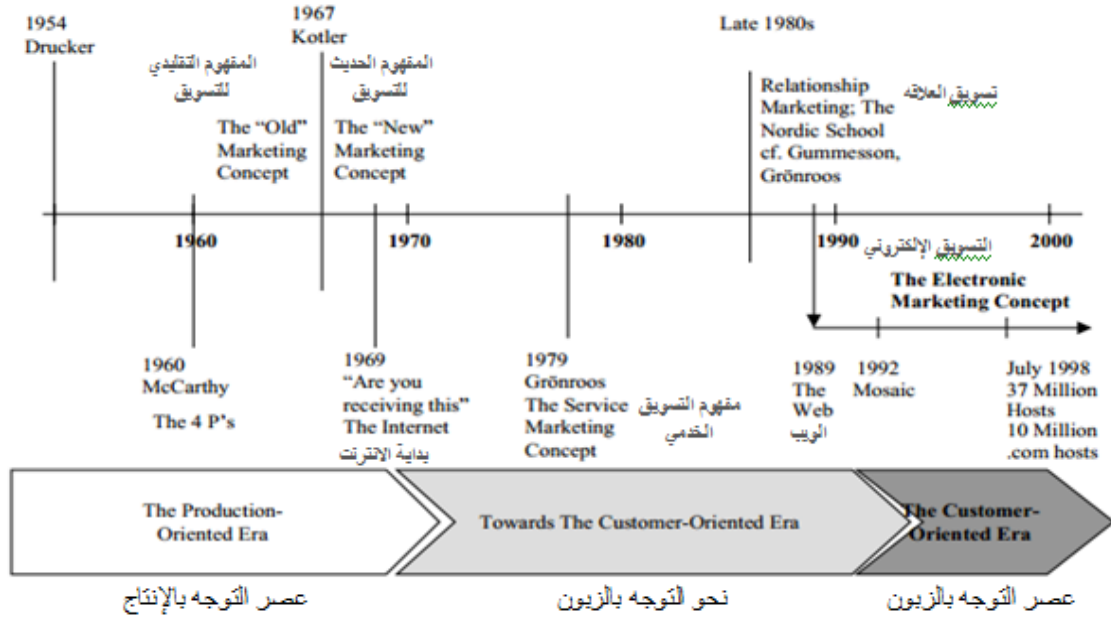 1954
Drucker
1967
Kotler
Late 1980s
المفهوم التقليدي
للتسويق
المفهوم الحديث
للتسويق
The “Old”
Marketing
Concept
The “New”
Marketing
Concept
Relationship
Marketing; The
Nordic School
cf. Gummesson,
Grönroos
تسويق العلاقه
1960
1970
1980
1990
2000
التسويق الإلكتروني
The Electronic
Marketing Concept
1960
McCarthy
The 4 P's
1969
“Are you
receiving this”
The Internet
بداية الانترنت
1979
Grönroos
The Service
Marketing
Concept
مفهوم التسويق
الخدمي
1989
The
Web
الويب
1992
Mosaic
July 1998
37 Million
Hosts
10 Million
.com hosts
The Production-
Oriented Era
Towards The Customer-Oriented Era
The Customer-
Oriented Era
عصر التوجه بالإنتاج
نحو التوجه بالزبون
عصر التوجه بالزبون